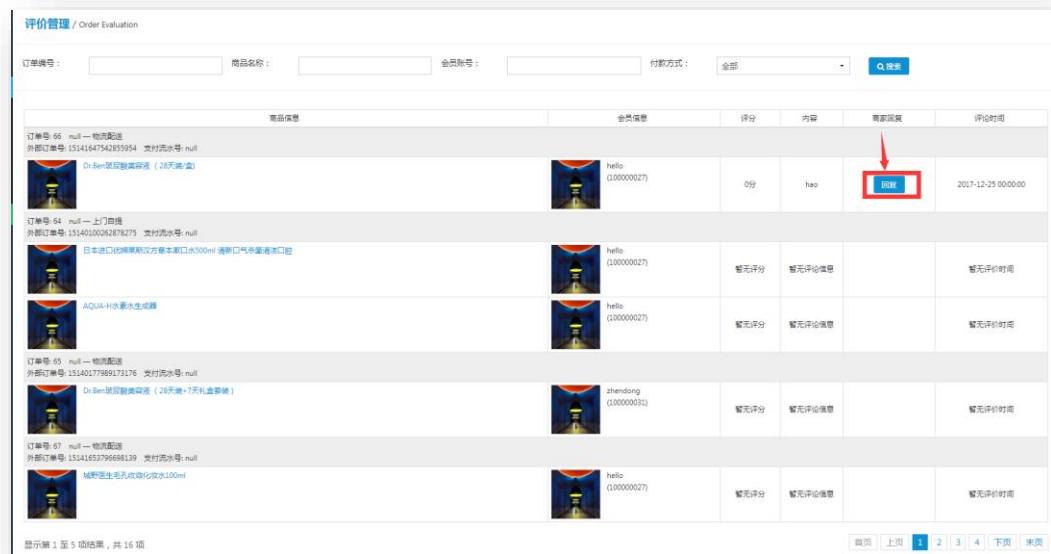 评价管理 / Order Evaluation
订单编号： 商品名称： 会员账号： 付款方式： 全部 搜索
商品信息 会员信息 评分 内容 商家回复 评论时间
订单号: 66 null — 物流配送
外部订单号: 15141647542855954 支付流水号: null
Dr.Ben玻尿酸美容液 （ 28天装/盒) hello
(100000027)
0分 hao 回复 2017-12-25 00:00:00
订单号: 64 null — 上门自提
外部订单号: 15140100262878275 支付流水号: null
日本进口 汉方草本漱口水500ml 清新口气杀菌清洁口腔 hello
(100000027)
暂无评分 暂无评论信息 暂无评价时间
AQUA-H水素水生成器 hello
(100000027)
暂无评分 暂无评论信息 暂无评价时间
订单号: 65 null — 物流配送
外部订单号: 15140177989173176 支付流水号: null
Dr.Ben玻尿酸美容液 （ 28天装+7天礼盒套装 ) zhendong
(100000031)
暂无评分 暂无评论信息 暂无评价时间
订单号: 67 null — 物流配送
外部订单号: 15141653796698139 支付流水号: null
城野医生毛孔收敛化妆水100ml hello
(100000027)
暂无评分 暂无评论信息 暂无评价时间
显示第 1 至 5 项结果，共 16 项 首页 上页 1 2 3 4 下页 末页